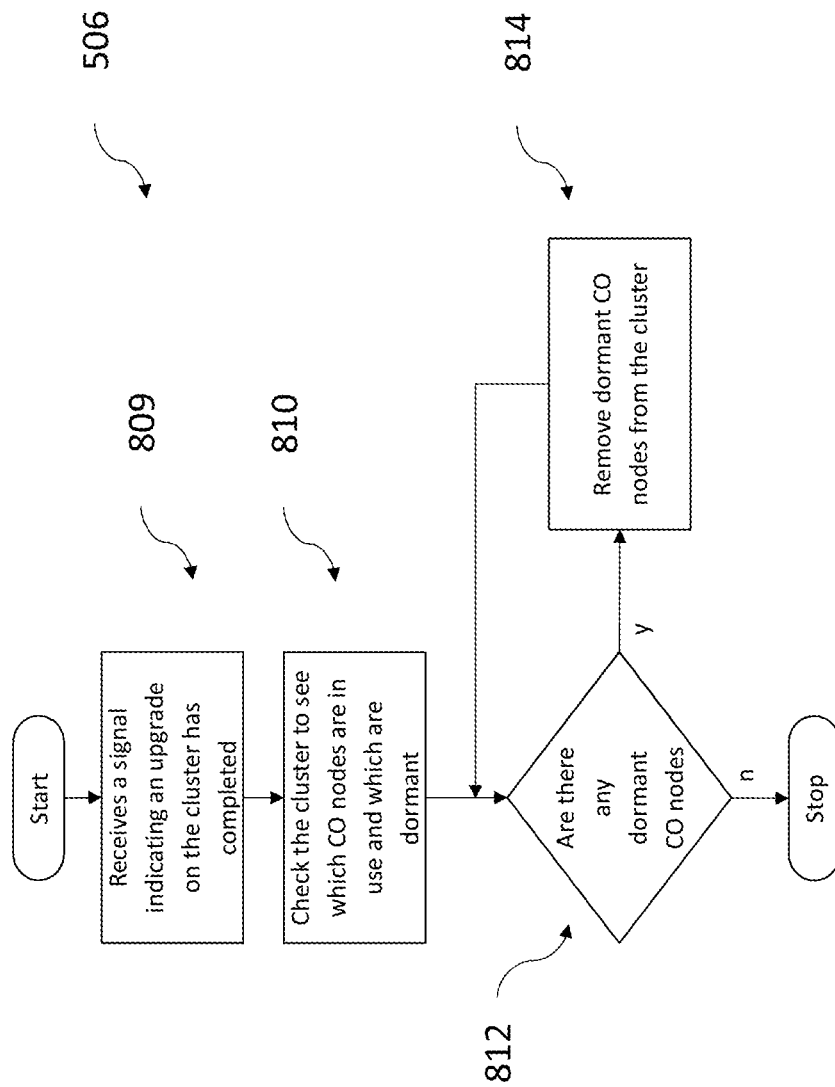 506
Start
809
Receives a signal
indicating an upgrade
on the cluster has
completed
810
Check the cluster to see
which CO nodes are in
use and which are
dormant
812
Are there
any
dormant
CO nodes
y
n
814
Remove dormant CO
nodes from the cluster
Stop